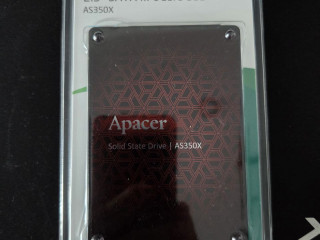 AS350X
Apacer
Solid State Drive | AS350X